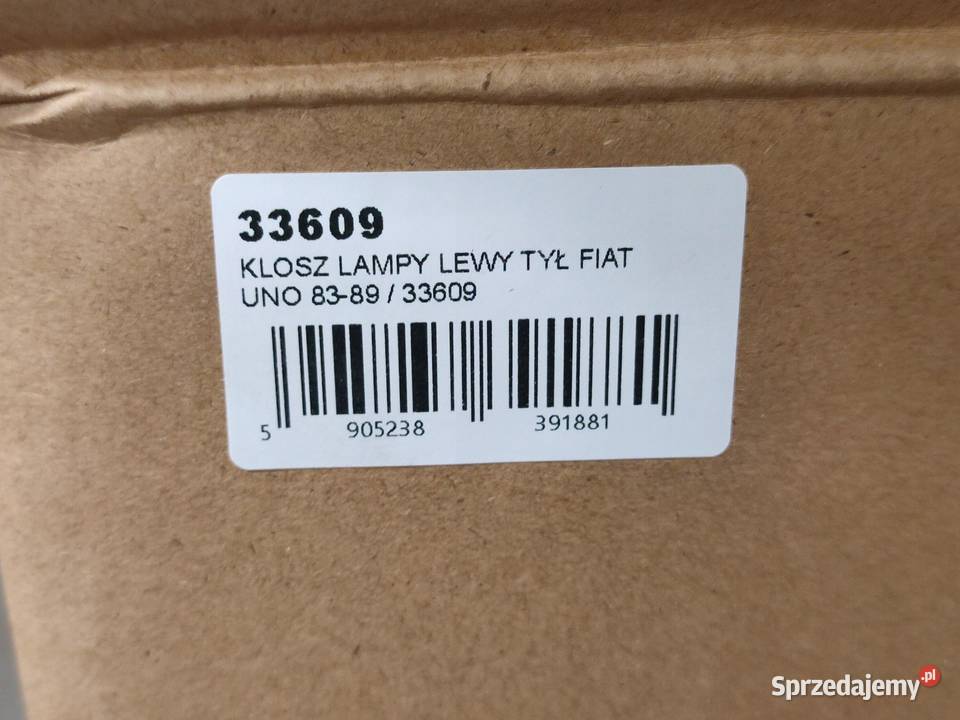 33609
KLOSZ LAMPY LEWY TYŁ FIAT
UNO 83-89 / 33609
5 905238 391881
Sprzedajemy.pl